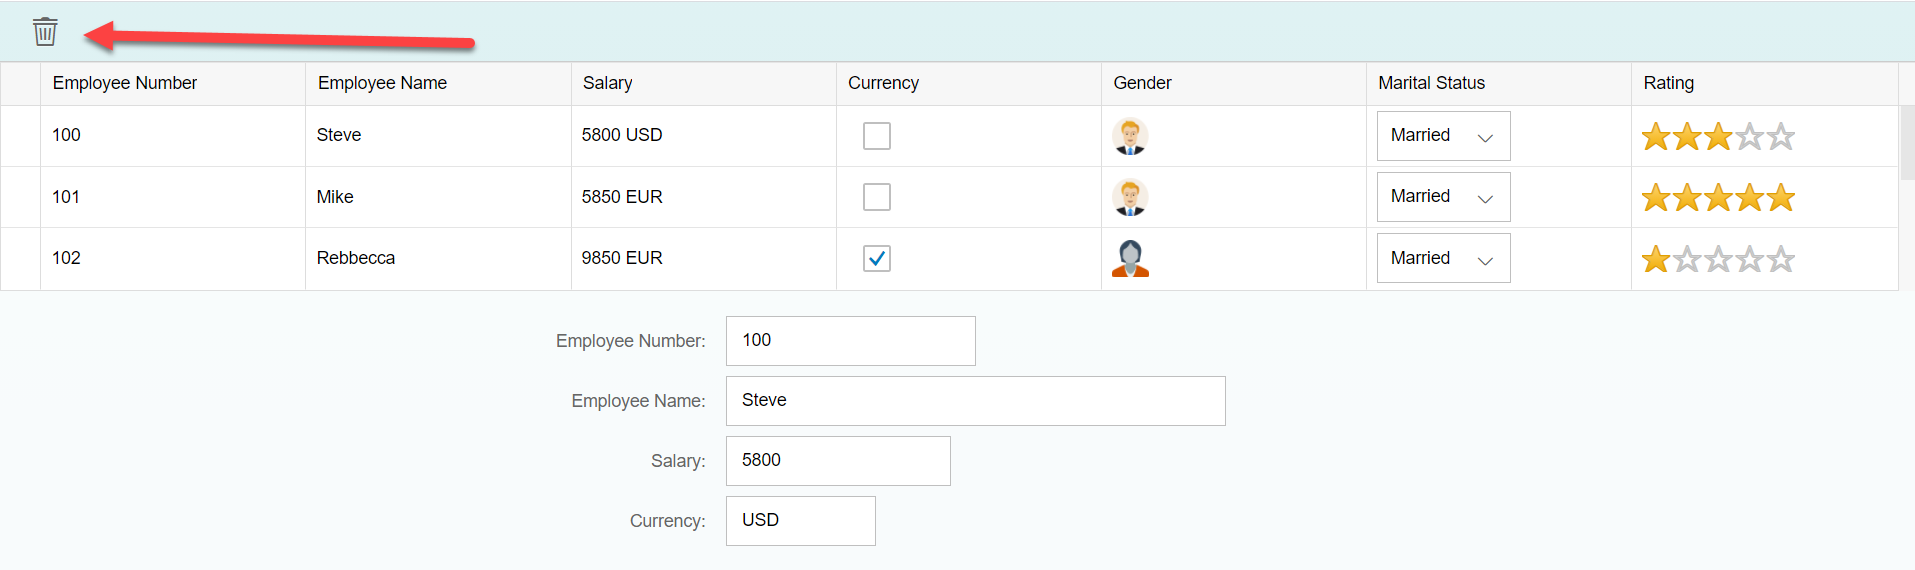 Employee Number Employee Name Salary Currency Gender Marital Status Rating
100 Steve 5800 USD Married
101 Mike 5850 EUR Married
102 Rebbecca 9850 EUR Married
Employee Number: 100
Employee Name: Steve
Salary: 5800
Currency: USD